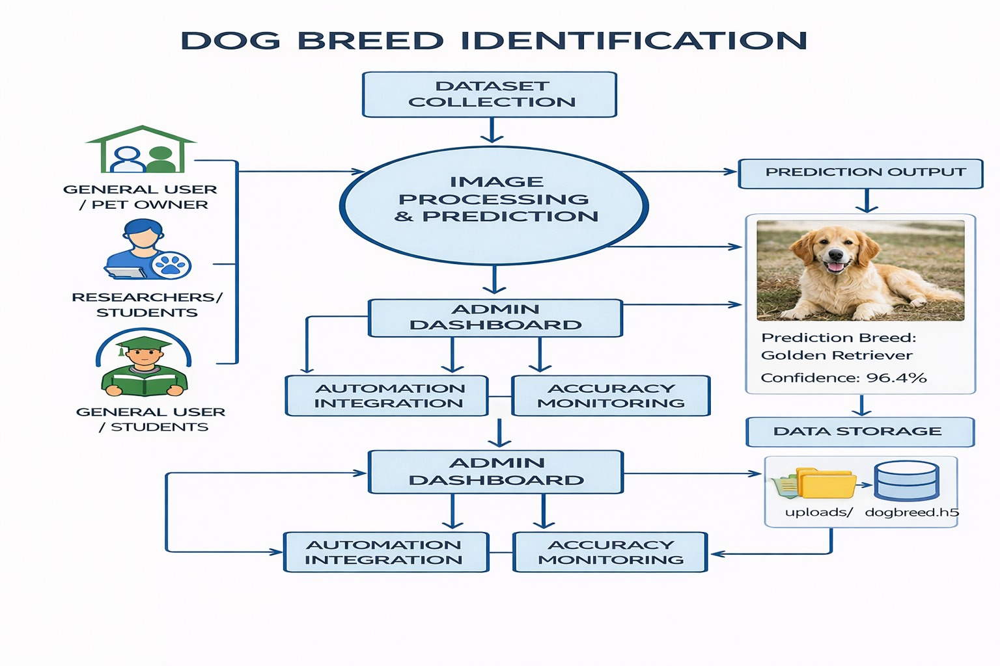 DOG BREED IDENTIFICATION
DATASET
COLLECTION
GENERAL USER
/ PET OWNER
RESEARCHERS/
STUDENTS
GENERAL USER
/ STUDENTS
IMAGE
PROCESSING
& PREDICTION
PREDICTION OUTPUT
Prediction Breed:
Golden Retriever
Confidence: 96.4%
ADMIN
DASHBOARD
AUTOMATION
INTEGRATION
ACCURACY
MONITORING
DATA STORAGE
uploads/
dogbreed.h5
ADMIN
DASHBOARD
AUTOMATION
INTEGRATION
ACCURACY
MONITORING